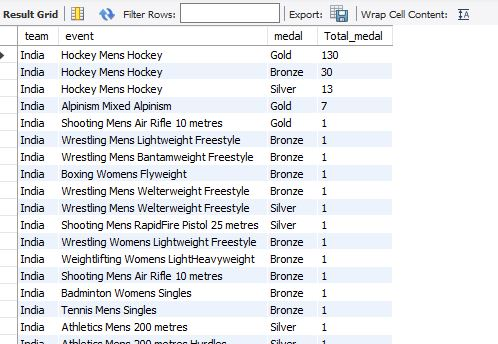 Result Grid Filter Rows: Export: Wrap Cell Content:
team event medal Total_medal
India Hockey Mens Hockey Gold 130
India Hockey Mens Hockey Bronze 30
India Hockey Mens Hockey Silver 13
India Alpinism Mixed Alpinism Gold 7
India Shooting Mens Air Rifle 10 metres Gold 1
India Wrestling Mens Lightweight Freestyle Bronze 1
India Wrestling Mens Bantamweight Freestyle Bronze 1
India Boxing Womens Flyweight Bronze 1
India Wrestling Mens Welterweight Freestyle Bronze 1
India Wrestling Mens Welterweight Freestyle Silver 1
India Shooting Mens RapidFire Pistol 25 metres Silver 1
India Wrestling Womens Lightweight Freestyle Bronze 1
India Weightlifting Womens LightHeavyweight Bronze 1
India Shooting Mens Air Rifle 10 metres Bronze 1
India Badminton Womens Singles Bronze 1
India Tennis Mens Singles Bronze 1
India Athletics Mens 200 metres Silver 1
India Athletics Mens 200 metres Hurdles Silver 1